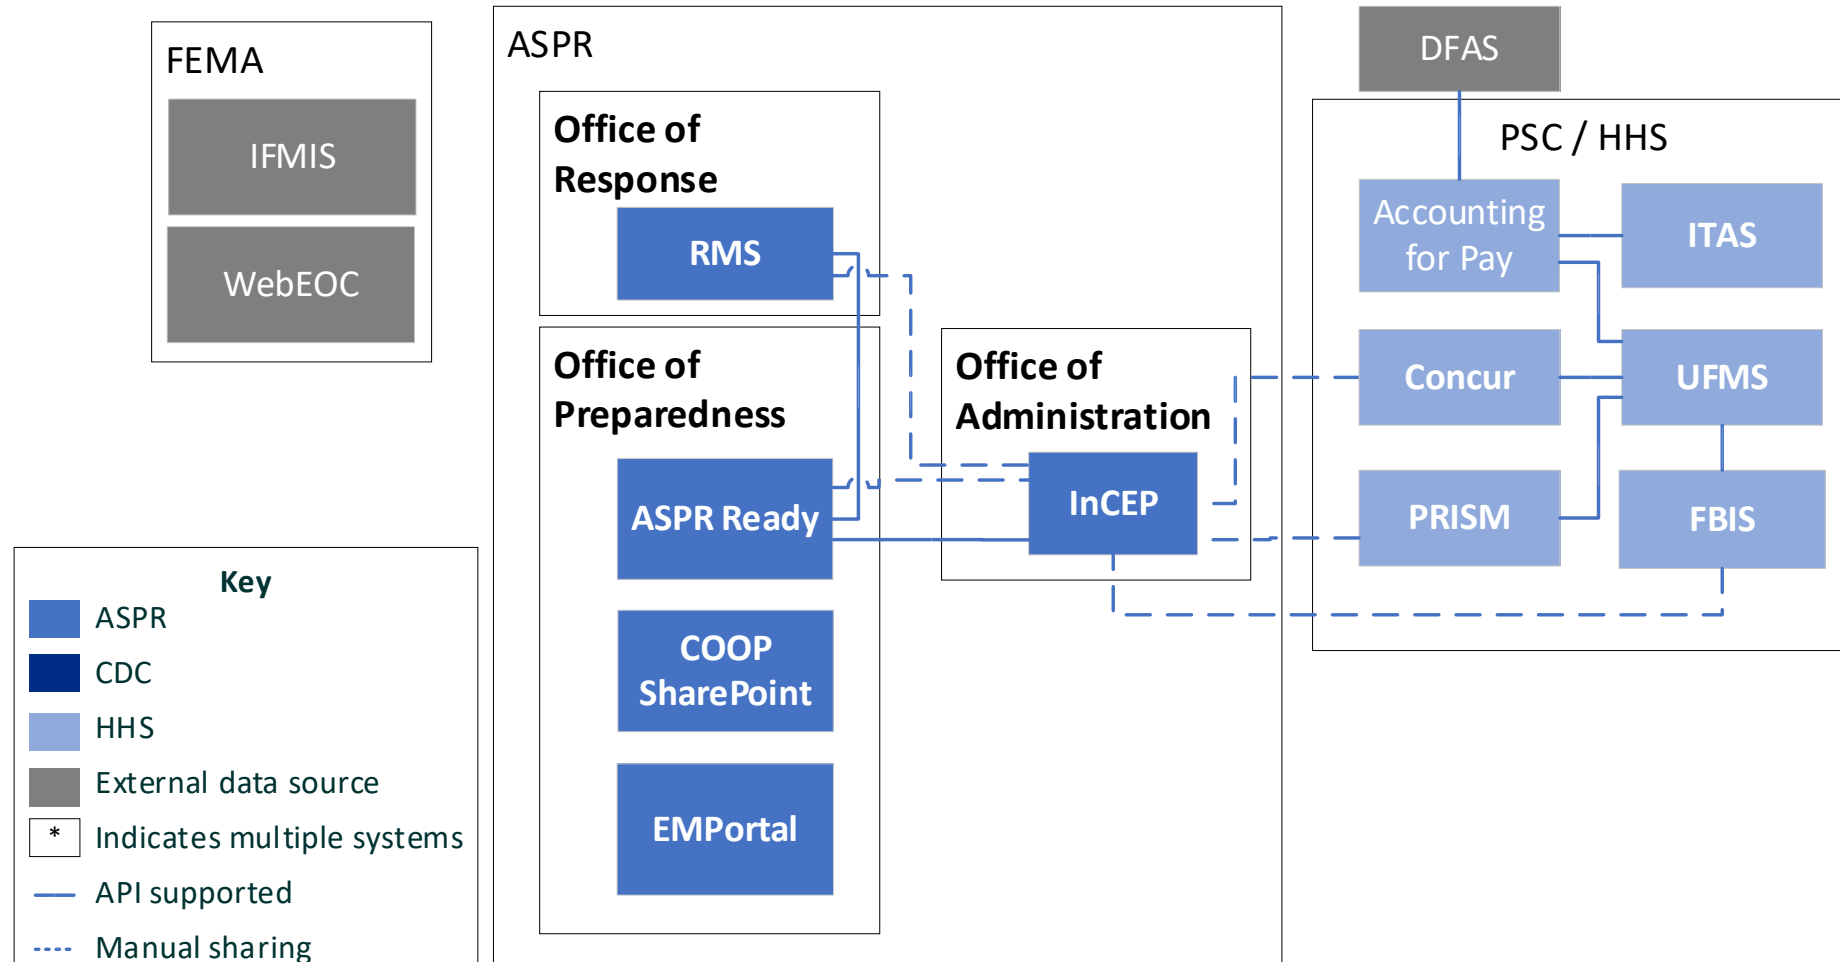 FEMA
IFMIS
WebEOC
ASPR
Office of
Response
RMS
Office of
Preparedness
ASPR Ready
COOP
SharePoint
EMPortal
Office of
Administration
InCEP
DFAS
PSC / HHS
Accounting
for Pay
ITAS
Concur
UFMS
PRISM
FBIS
Key
ASPR
CDC
HHS
External data source
* Indicates multiple systems
API supported
Manual sharing